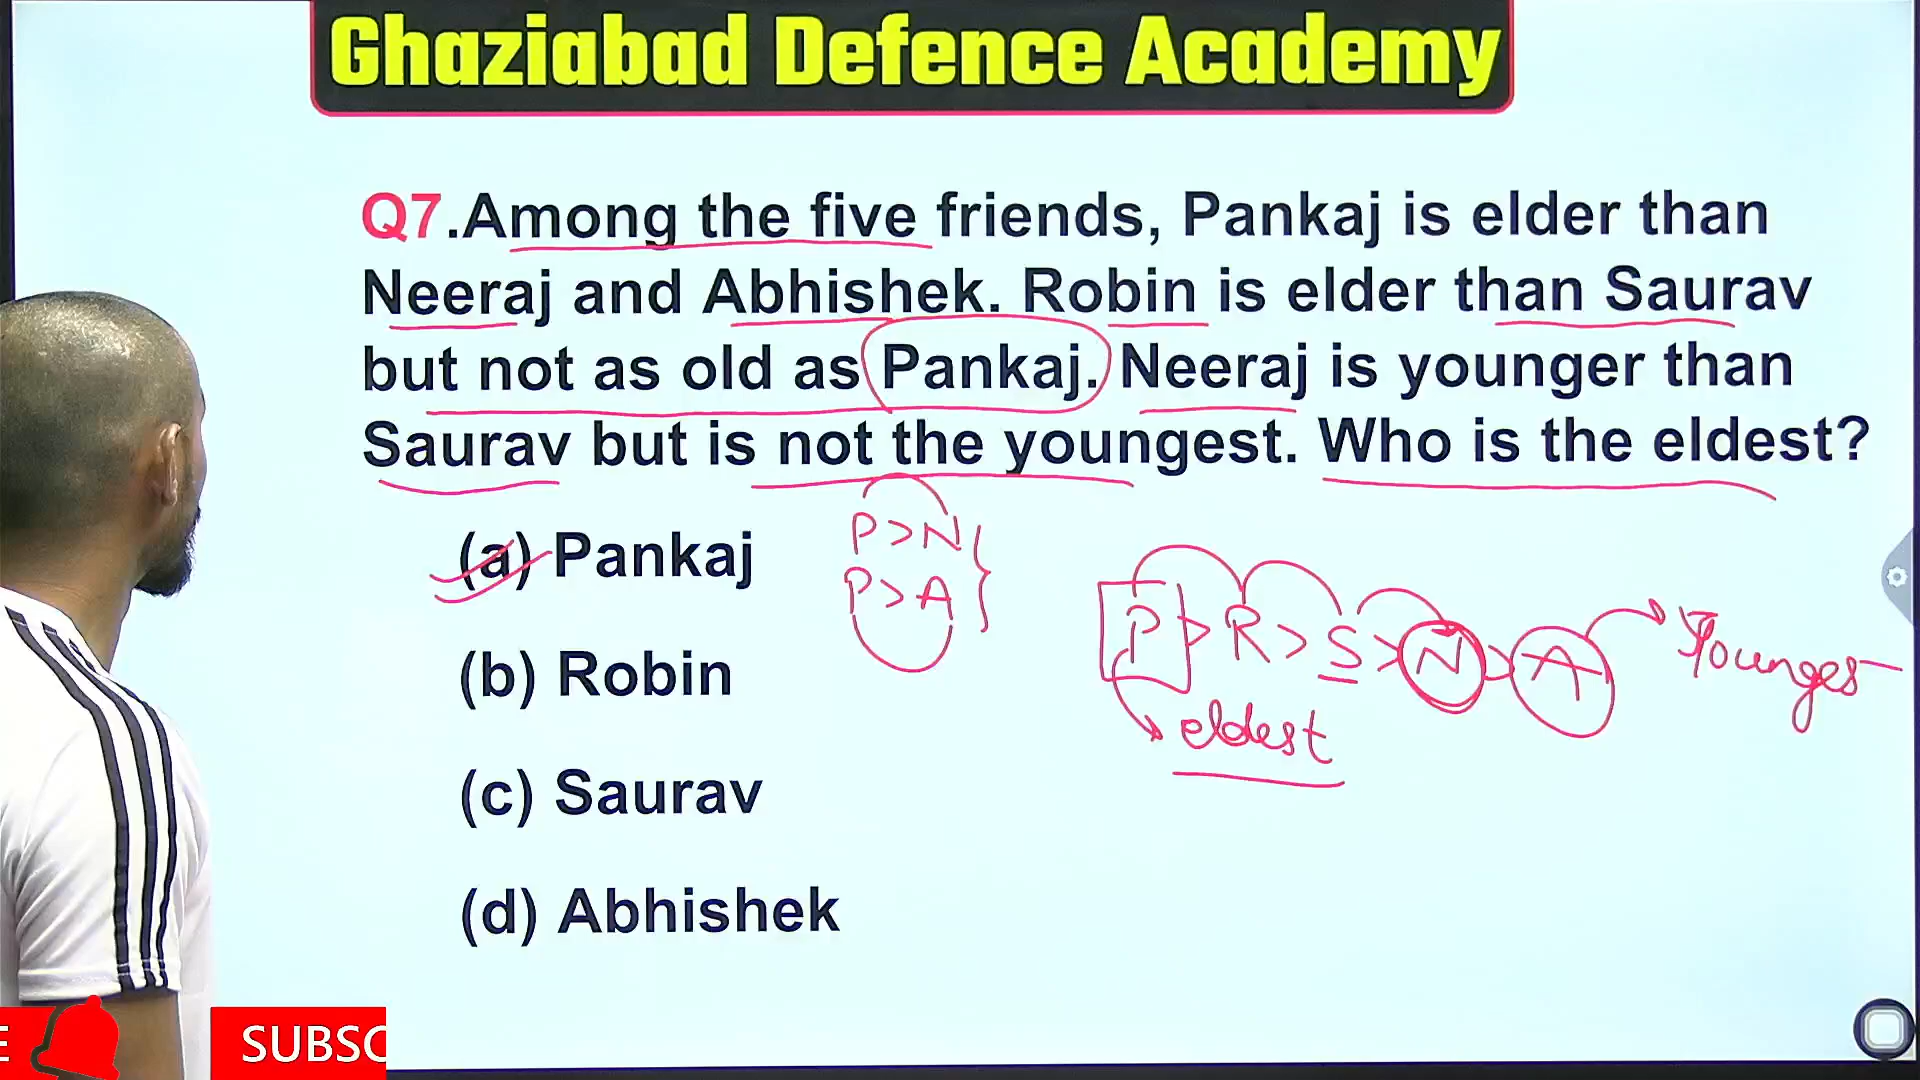 Ghaziabad Defence Academy
Q7.Among the five friends, Pankaj is elder than
Neeraj and Abhishek. Robin is elder than Saurav
but not as old as Pankaj. Neeraj is younger than
Saurav but is not the youngest. Who is the eldest?
(a) Pankaj
P>N
P>A
P>R>S>N>A
Younges
eldest
(b) Robin
(c) Saurav
(d) Abhishek
E
SUBSC